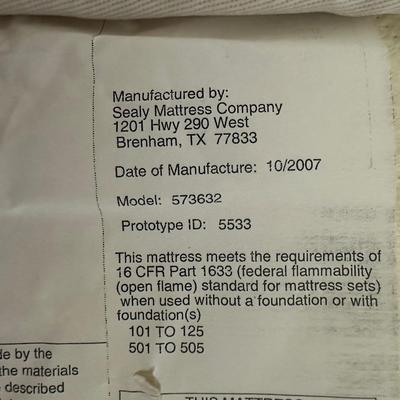 Manufactured by:
Sealy Mattress Company
1201 Hwy 290 West
Brenham, TX 77833
Date of Manufacture: 10/2007
Model: 573632
Prototype ID: 5533
This mattress meets the requirements of
16 CFR Part 1633 (federal flammability
(open flame) standard for mattress sets)
when used without a foundation or with
foundation(s)
101 TO 125
501 TO 505
by the
the materials
described
THIS MATTRESS